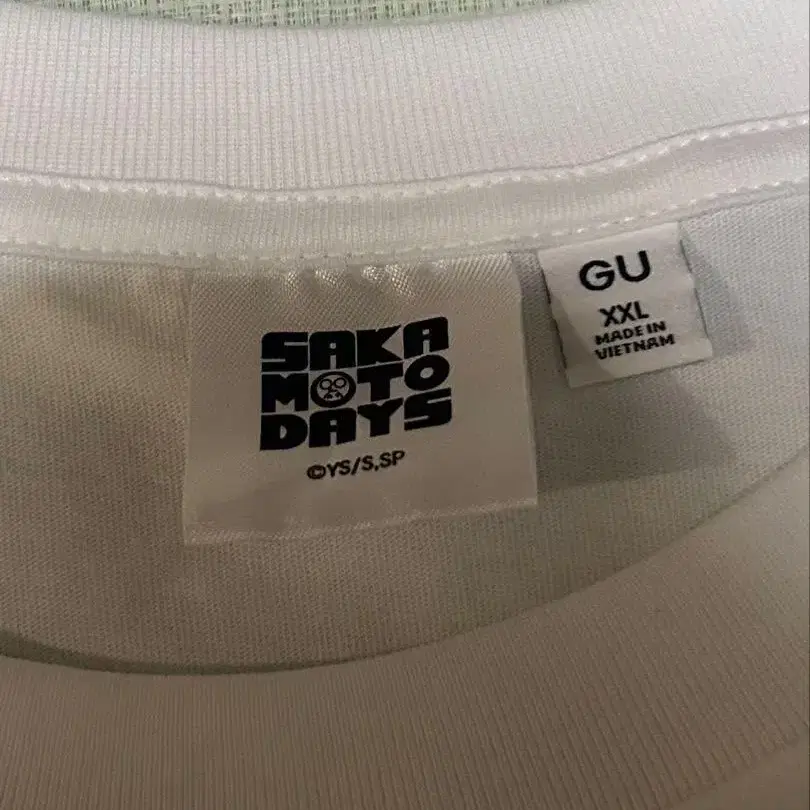 SAKA
MOTO
DAYS
©YS/S,SP
GU
XXL
MADE IN
VIETNAM